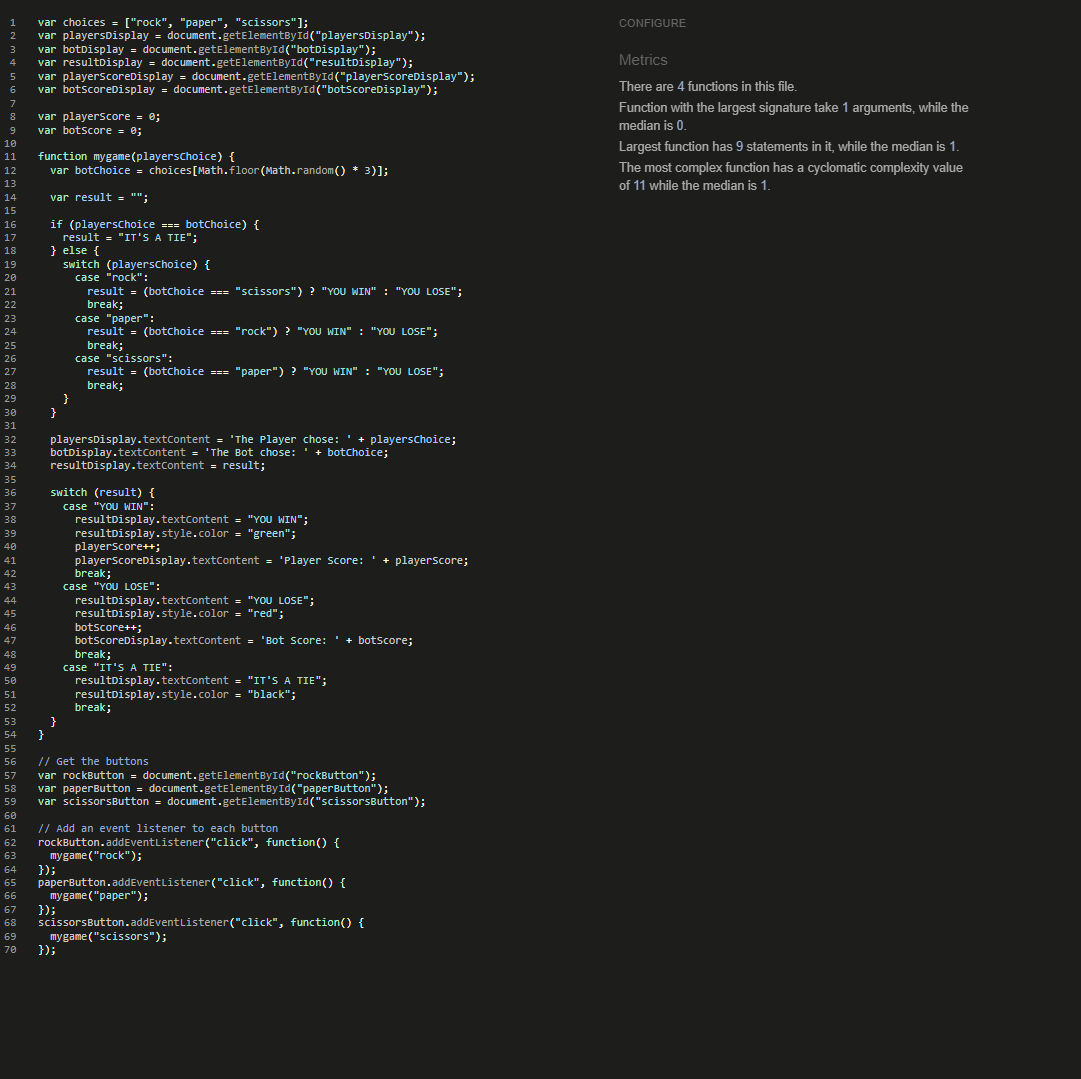 1 var choices = ["rock", "paper", "scissors"];
2 var playersDisplay = document.getElementById("playersDisplay");
3 var botDisplay = document.getElementById("botDisplay");
4 var resultDisplay = document.getElementById("resultDisplay");
5 var playerScoreDisplay = document.getElementById("playerScoreDisplay");
6 var botScoreDisplay = document.getElementById("botScoreDisplay");
7
8 var playerScore = 0;
9 var botScore = 0;
10
11 function mygame(playersChoice) {
12   var botChoice = choices[Math.floor(Math.random() * 3)];
13
14   var result = "";
15
16   if (playersChoice === botChoice) {
17     result = "IT'S A TIE";
18   } else {
19     switch (playersChoice) {
20       case "rock":
21         result = (botChoice === "scissors") ? "YOU WIN" : "YOU LOSE";
22         break;
23       case "paper":
24         result = (botChoice === "rock") ? "YOU WIN" : "YOU LOSE";
25         break;
26       case "scissors":
27         result = (botChoice === "paper") ? "YOU WIN" : "YOU LOSE";
28         break;
29     }
30   }
31
32   playersDisplay.textContent = 'The Player chose: ' + playersChoice;
33   botDisplay.textContent = 'The Bot chose: ' + botChoice;
34   resultDisplay.textContent = result;
35
36   switch (result) {
37     case "YOU WIN":
38       resultDisplay.textContent = "YOU WIN";
39       resultDisplay.style.color = "green";
40       playerScore++;
41       playerScoreDisplay.textContent = 'Player Score: ' + playerScore;
42       break;
43     case "YOU LOSE":
44       resultDisplay.textContent = "YOU LOSE";
45       resultDisplay.style.color = "red";
46       botScore++;
47       botScoreDisplay.textContent = 'Bot Score: ' + botScore;
48       break;
49     case "IT'S A TIE":
50       resultDisplay.textContent = "IT'S A TIE";
51       resultDisplay.style.color = "black";
52       break;
53   }
54 }
55
56 // Get the buttons
57 var rockButton = document.getElementById("rockButton");
58 var paperButton = document.getElementById("paperButton");
59 var scissorsButton = document.getElementById("scissorsButton");
60
61 // Add an event listener to each button
62 rockButton.addEventListener("click", function() {
63   mygame("rock");
64 });
65 paperButton.addEventListener("click", function() {
66   mygame("paper");
67 });
68 scissorsButton.addEventListener("click", function() {
69   mygame("scissors");
70 });
CONFIGURE
Metrics
There are 4 functions in this file.
Function with the largest signature take 1 arguments, while the
median is 0.
Largest function has 9 statements in it, while the median is 1.
The most complex function has a cyclomatic complexity value
of 11 while the median is 1.